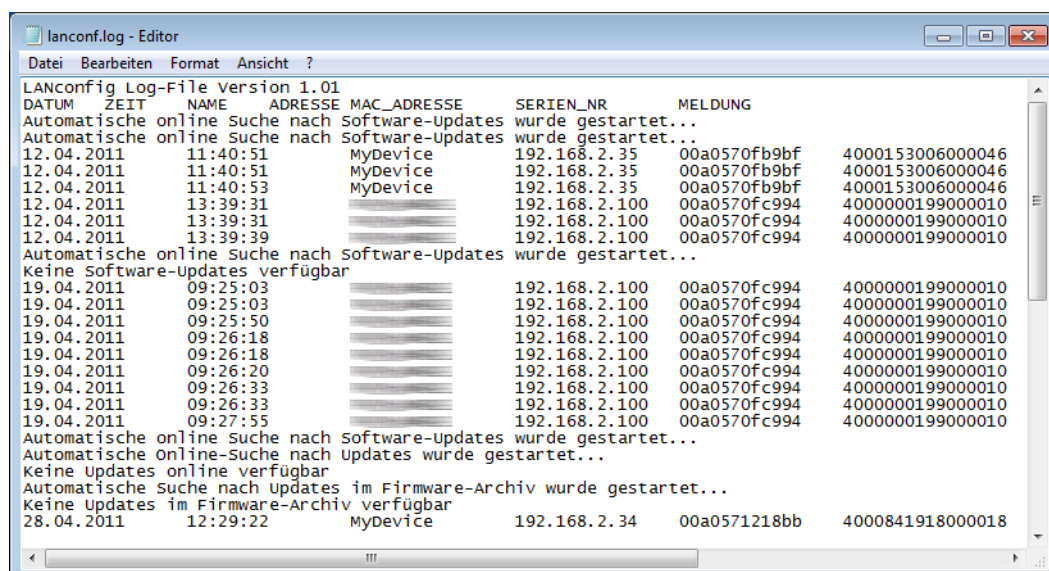 lanconf.log - Editor
Datei Bearbeiten Format Ansicht ?
LANconfig Log-File Version 1.01
DATUM ZEIT NAME ADRESSE MAC_ADRESSE SERIEN_NR MELDUNG
Automatische online Suche nach Software-Updates wurde gestartet...
Automatische online Suche nach Software-Updates wurde gestartet...
12.04.2011 11:40:51 MyDevice 192.168.2.35 00a0570fb9bf 4000153006000046
12.04.2011 11:40:51 MyDevice 192.168.2.35 00a0570fb9bf 4000153006000046
12.04.2011 11:40:53 MyDevice 192.168.2.35 00a0570fb9bf 4000153006000046
12.04.2011 13:39:31 192.168.2.100 00a0570fc994 4000000199000010
12.04.2011 13:39:31 192.168.2.100 00a0570fc994 4000000199000010
12.04.2011 13:39:39 192.168.2.100 00a0570fc994 4000000199000010
Automatische online Suche nach Software-Updates wurde gestartet...
Keine Software-Updates verfügbar
19.04.2011 09:25:03 192.168.2.100 00a0570fc994 4000000199000010
19.04.2011 09:25:03 192.168.2.100 00a0570fc994 4000000199000010
19.04.2011 09:25:50 192.168.2.100 00a0570fc994 4000000199000010
19.04.2011 09:26:18 192.168.2.100 00a0570fc994 4000000199000010
19.04.2011 09:26:18 192.168.2.100 00a0570fc994 4000000199000010
19.04.2011 09:26:20 192.168.2.100 00a0570fc994 4000000199000010
19.04.2011 09:26:33 192.168.2.100 00a0570fc994 4000000199000010
19.04.2011 09:26:33 192.168.2.100 00a0570fc994 4000000199000010
19.04.2011 09:27:55 192.168.2.100 00a0570fc994 4000000199000010
Automatische online Suche nach Software-Updates wurde gestartet...
Automatische Online-Suche nach Updates wurde gestartet...
Keine Updates online verfügbar
Automatische Suche nach Updates im Firmware-Archiv wurde gestartet...
Keine Updates im Firmware-Archiv verfügbar
28.04.2011 12:29:22 MyDevice 192.168.2.34 00a0571218bb 4000841918000018